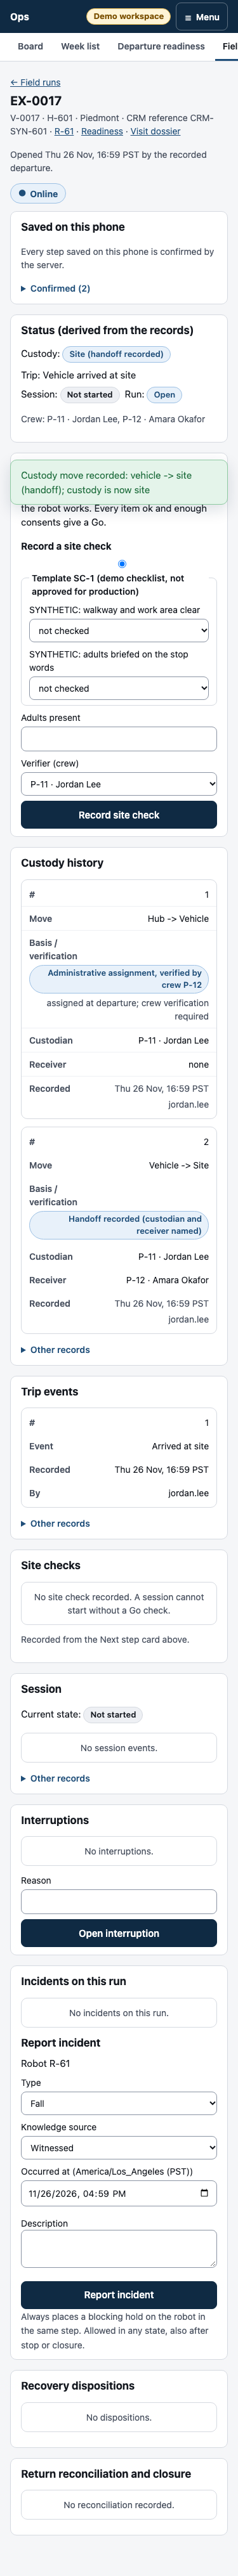 Ops
Demo workspace
≡ Menu
Board Week list Departure readiness Fiel
← Field runs
EX-0017
V-0017 · H-601 · Piedmont · CRM reference CRM-
SYN-601 · R-61 · Readiness · Visit dossier
Opened Thu 26 Nov, 16:59 PST by the recorded
departure.
Online
Saved on this phone
Every step saved on this phone is confirmed by
the server.
▶ Confirmed (2)
Status (derived from the records)
Custody: Site (handoff recorded)
Trip: Vehicle arrived at site
Session: Not started Run: Open
Crew: P-11 · Jordan Lee, P-12 · Amara Okafor
Custody move recorded: vehicle -> site
(handoff); custody is now site
the robot works. Every item ok and enough
consents give a Go.
Record a site check
Template SC-1 (demo checklist, not
approved for production)
SYNTHETIC: walkway and work area clear
not checked
SYNTHETIC: adults briefed on the stop
words
not checked
Adults present
Verifier (crew)
P-11 · Jordan Lee
Record site check
Custody history
# 1
Move Hub -> Vehicle
Basis /
verification
Administrative assignment, verified by
crew P-12
assigned at departure; crew verification
required
Custodian P-11 · Jordan Lee
Receiver none
Recorded Thu 26 Nov, 16:59 PST
jordan.lee
# 2
Move Vehicle -> Site
Basis /
verification
Handoff recorded (custodian and
receiver named)
Custodian P-11 · Jordan Lee
Receiver P-12 · Amara Okafor
Recorded Thu 26 Nov, 16:59 PST
jordan.lee
▶ Other records
Trip events
# 1
Event Arrived at site
Recorded Thu 26 Nov, 16:59 PST
By jordan.lee
▶ Other records
Site checks
No site check recorded. A session cannot
start without a Go check.
Recorded from the Next step card above.
Session
Current state: Not started
No session events.
▶ Other records
Interruptions
No interruptions.
Reason
Open interruption
Incidents on this run
No incidents on this run.
Report incident
Robot R-61
Type
Fall
Knowledge source
Witnessed
Occurred at (America/Los_Angeles (PST))
11/26/2026, 04:59 PM
Description
Report incident
Always places a blocking hold on the robot in
the same step. Allowed in any state, also after
stop or closure.
Recovery dispositions
No dispositions.
Return reconciliation and closure
No reconciliation recorded.